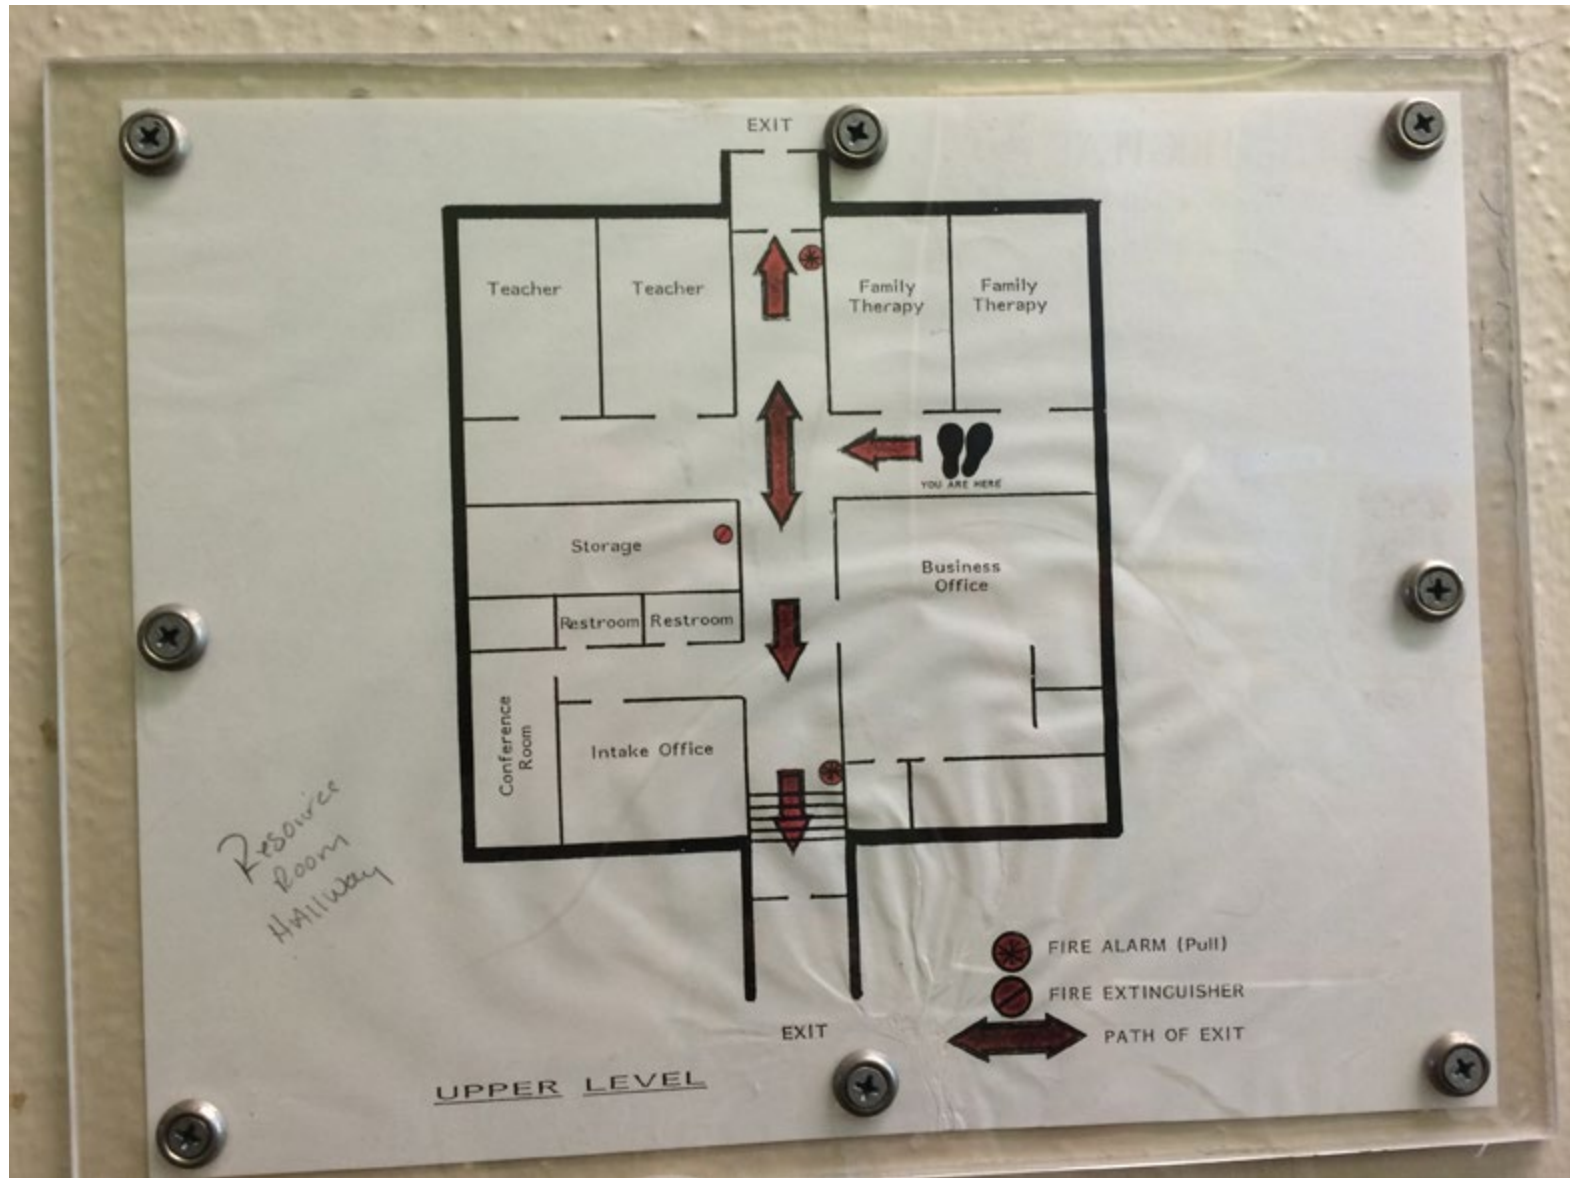 EXIT
Teacher
Teacher
Family
Therapy
Family
Therapy
YOU ARE HERE
Storage
Business
Office
Restroom
Restroom
Conference
Room
Intake Office
Resource
Room
HAllway
FIRE ALARM (Pull)
FIRE EXTINGUISHER
PATH OF EXIT
EXIT
UPPER LEVEL